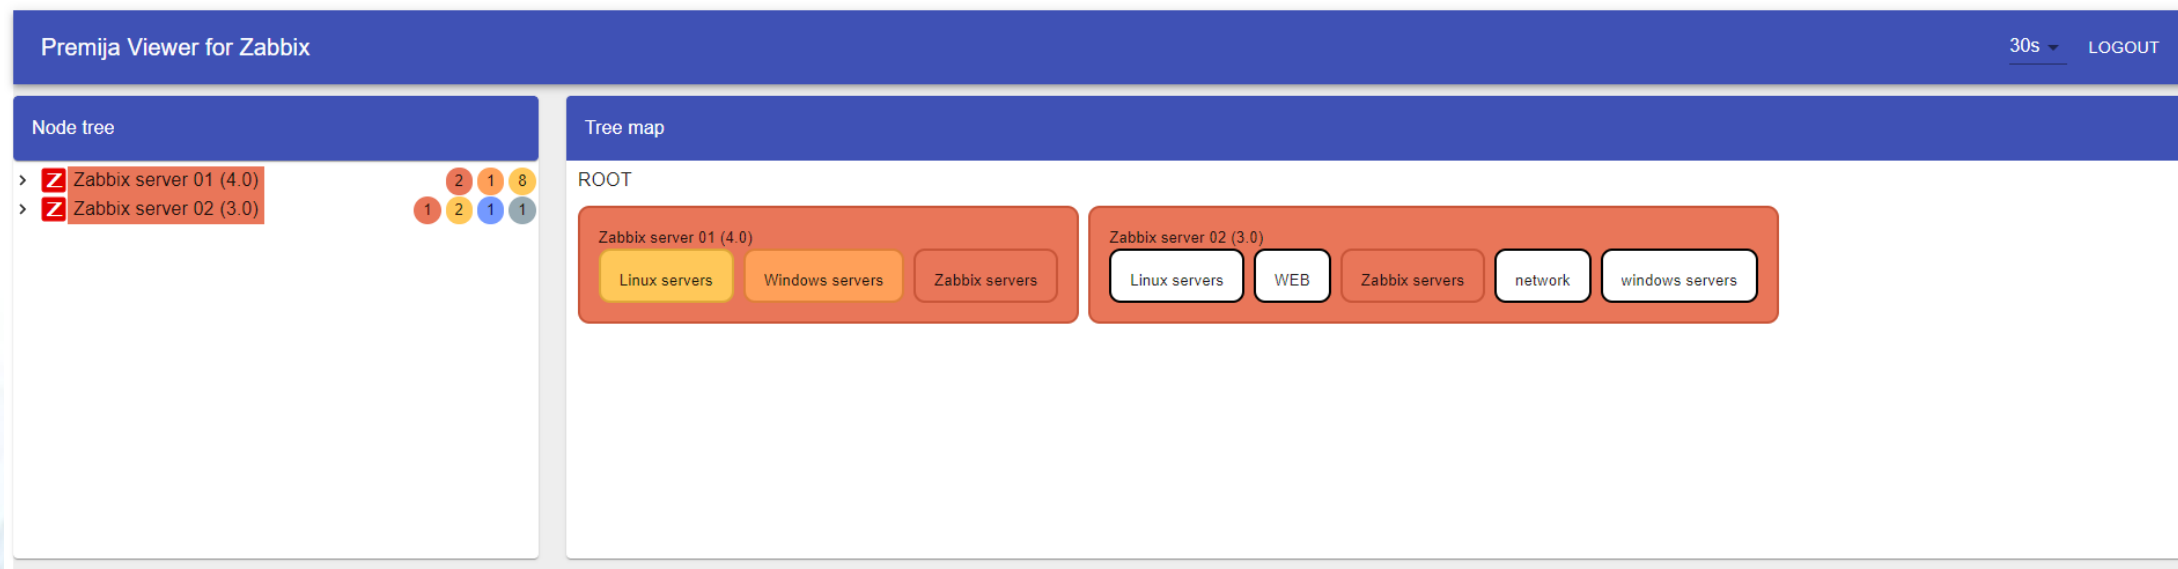 Premija Viewer for Zabbix
30s LOGOUT
Node tree
Z Zabbix server 01 (4.0) 2 1 8
Z Zabbix server 02 (3.0) 1 2 1 1
Tree map
ROOT
Zabbix server 01 (4.0)
Linux servers Windows servers Zabbix servers
Zabbix server 02 (3.0)
Linux servers WEB Zabbix servers network windows servers